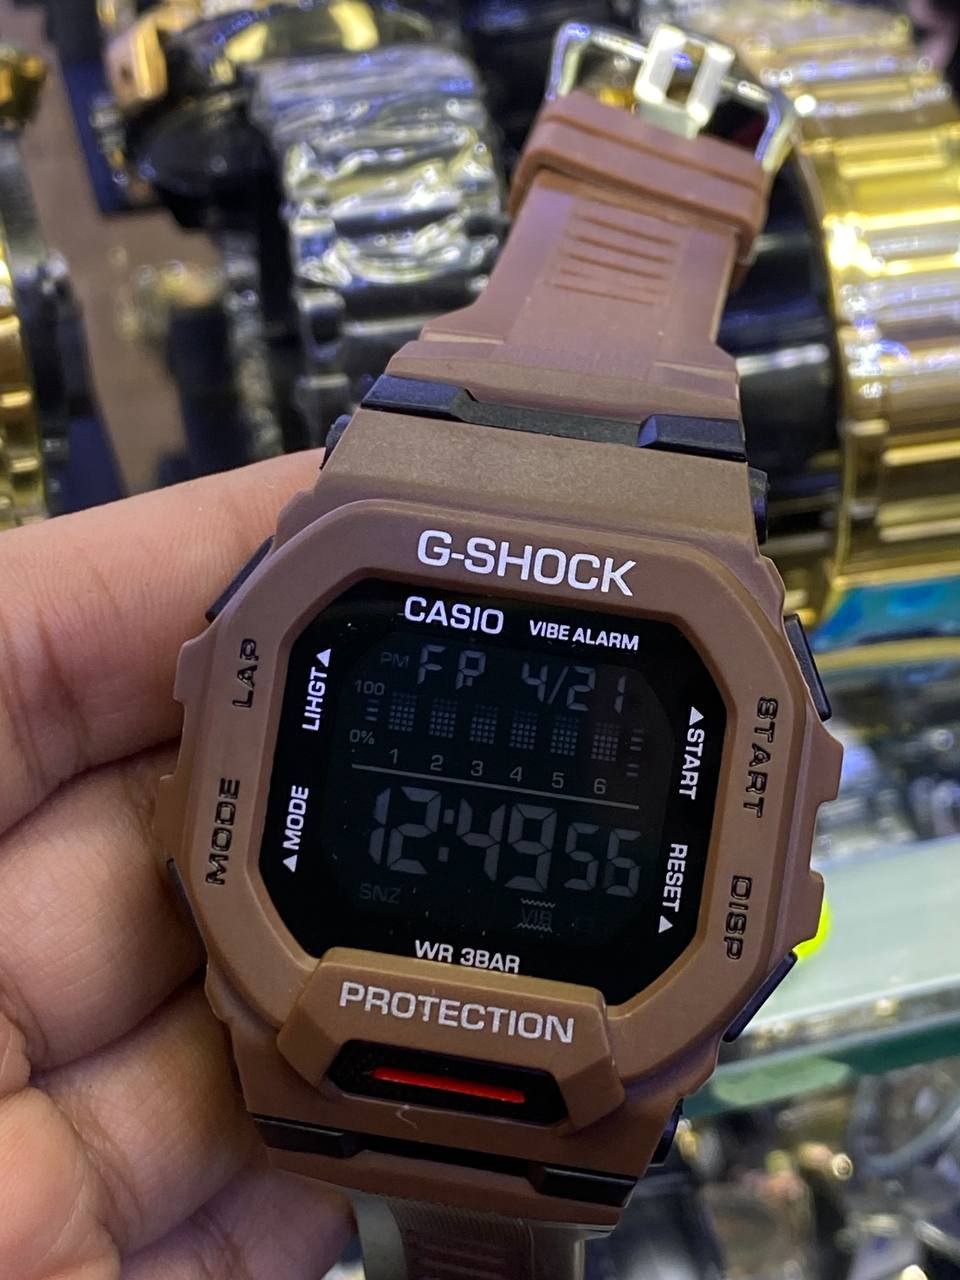 G-SHOCK
CASIO VIBE ALARM
PM FP 4/21
100
0%
1 2 3 4 5 6
12:49 56
SNZ VIB
LIHGT
MODE
START
RESET
LAP
MODE
START
DISP
WR 3BAR
PROTECTION